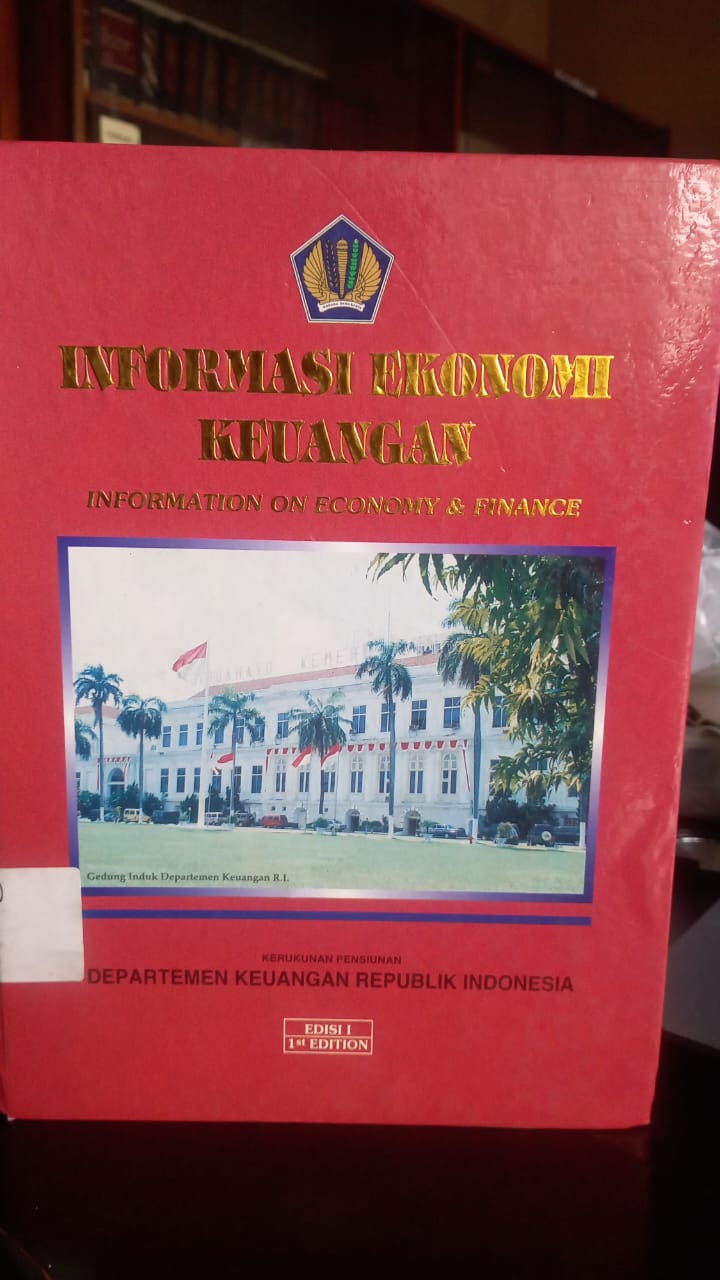 INFORMASI EKONOMI
KEUANGAN
INFORMATION ON ECONOMY & FINANCE
Gedung Induk Departemen Keuangan R.I.
KERUKUNAN PENSIUNAN
DEPARTEMEN KEUANGAN REPUBLIK INDONESIA
EDISI I
1st EDITION